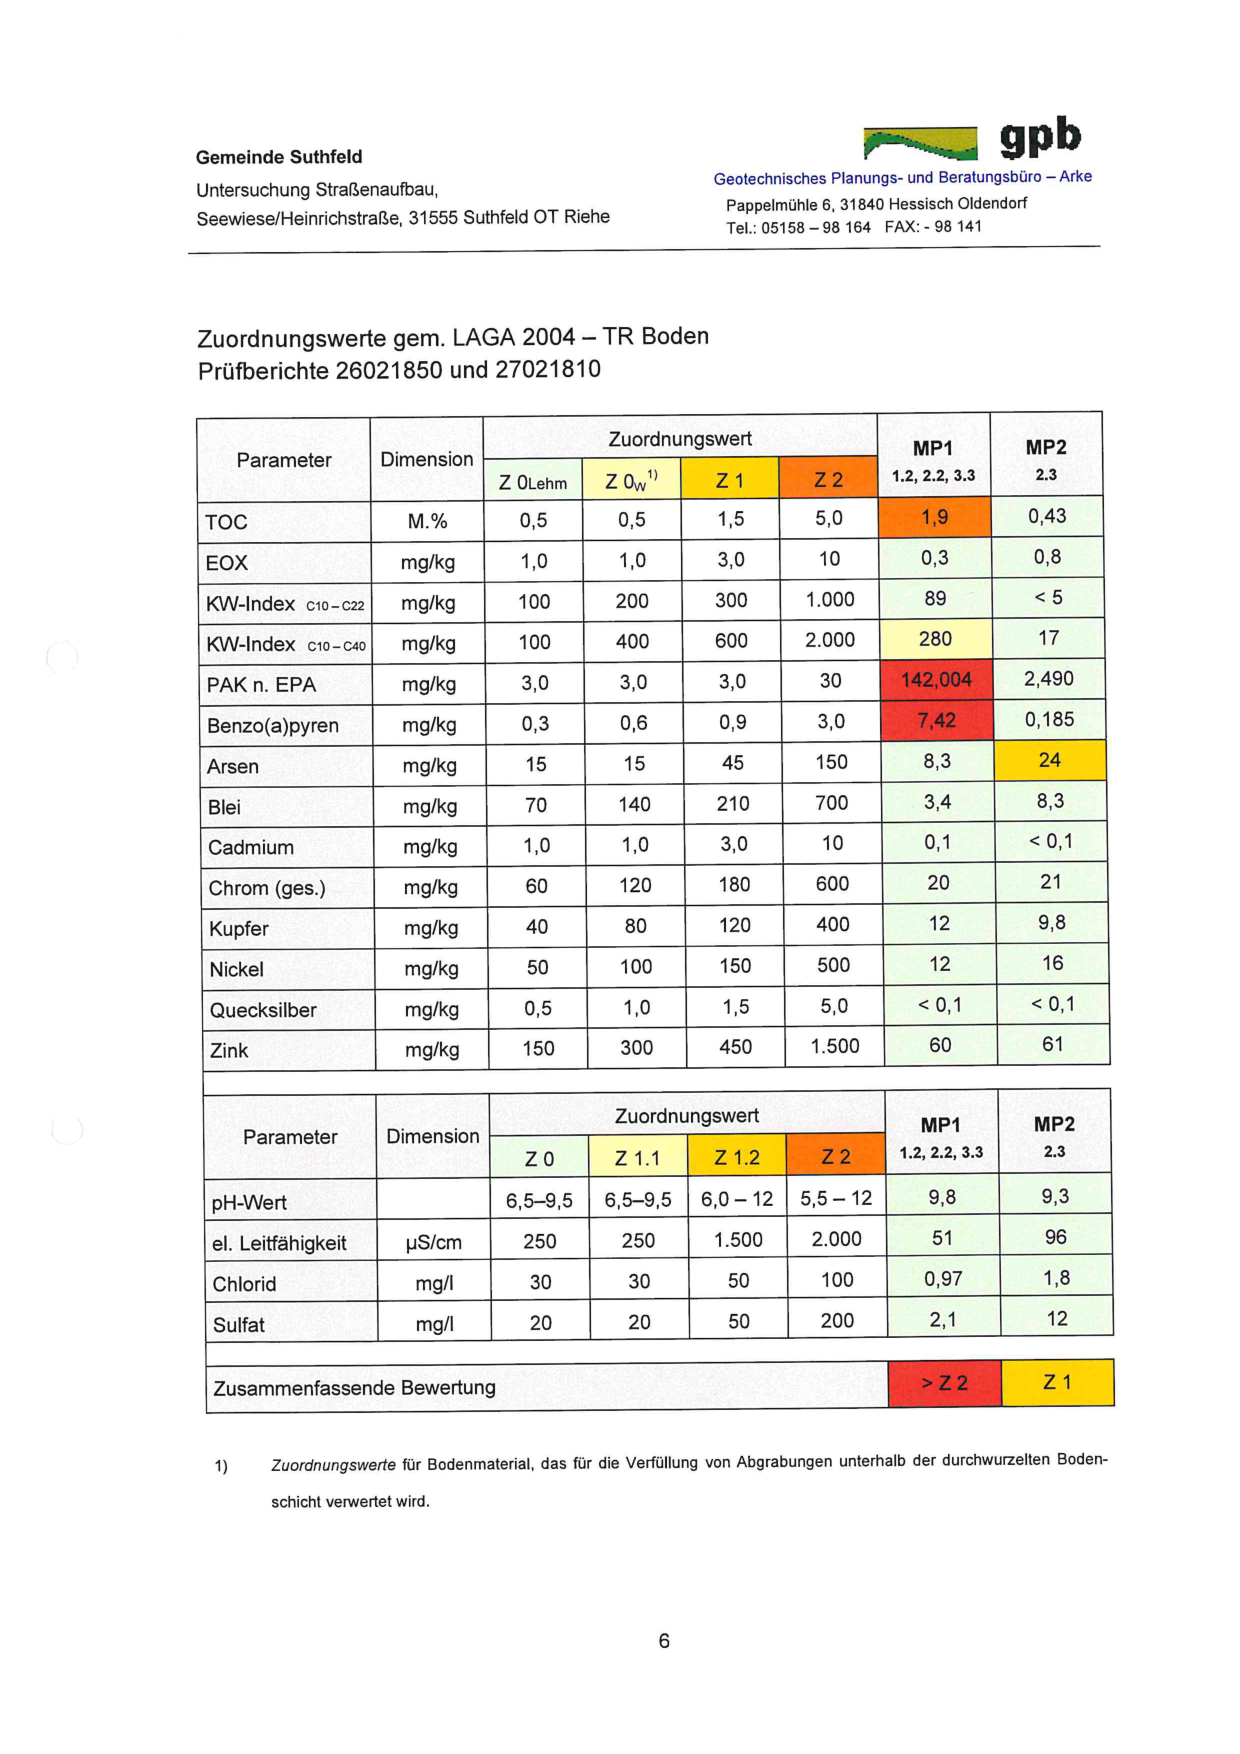 gpb
Gemeinde Suthfeld
Untersuchung Straßenaufbau,
Seewiese/Heinrichstraße, 31555 Suthfeld OT Riehe
Geotechnisches Planungs- und Beratungsbüro – Arke
Pappelmühle 6, 31840 Hessisch Oldendorf
Tel.: 05158 – 98 164 FAX: - 98 141
Zuordnungswerte gem. LAGA 2004 – TR Boden
Prüfberichte 26021850 und 27021810
Parameter Dimension Zuordnungswert MP1 MP2
Z 0Lehm Z 0W1) Z 1 Z 2 1.2, 2.2, 3.3 2.3
TOC M.% 0,5 0,5 1,5 5,0 1,9 0,43
EOX mg/kg 1,0 1,0 3,0 10 0,3 0,8
KW-Index C10–C22 mg/kg 100 200 300 1.000 89 < 5
KW-Index C10–C40 mg/kg 100 400 600 2.000 280 17
PAK n. EPA mg/kg 3,0 3,0 3,0 30 142,004 2,490
Benzo(a)pyren mg/kg 0,3 0,6 0,9 3,0 7,42 0,185
Arsen mg/kg 15 15 45 150 8,3 24
Blei mg/kg 70 140 210 700 3,4 8,3
Cadmium mg/kg 1,0 1,0 3,0 10 0,1 < 0,1
Chrom (ges.) mg/kg 60 120 180 600 20 21
Kupfer mg/kg 40 80 120 400 12 9,8
Nickel mg/kg 50 100 150 500 12 16
Quecksilber mg/kg 0,5 1,0 1,5 5,0 < 0,1 < 0,1
Zink mg/kg 150 300 450 1.500 60 61
Parameter Dimension Zuordnungswert MP1 MP2
Z 0 Z 1.1 Z 1.2 Z 2 1.2, 2.2, 3.3 2.3
pH-Wert 6,5–9,5 6,5–9,5 6,0 – 12 5,5 – 12 9,8 9,3
el. Leitfähigkeit µS/cm 250 250 1.500 2.000 51 96
Chlorid mg/l 30 30 50 100 0,97 1,8
Sulfat mg/l 20 20 50 200 2,1 12
Zusammenfassende Bewertung > Z 2 Z 1
1) Zuordnungswerte für Bodenmaterial, das für die Verfüllung von Abgrabungen unterhalb der durchwurzelten Boden-
schicht verwertet wird.
6